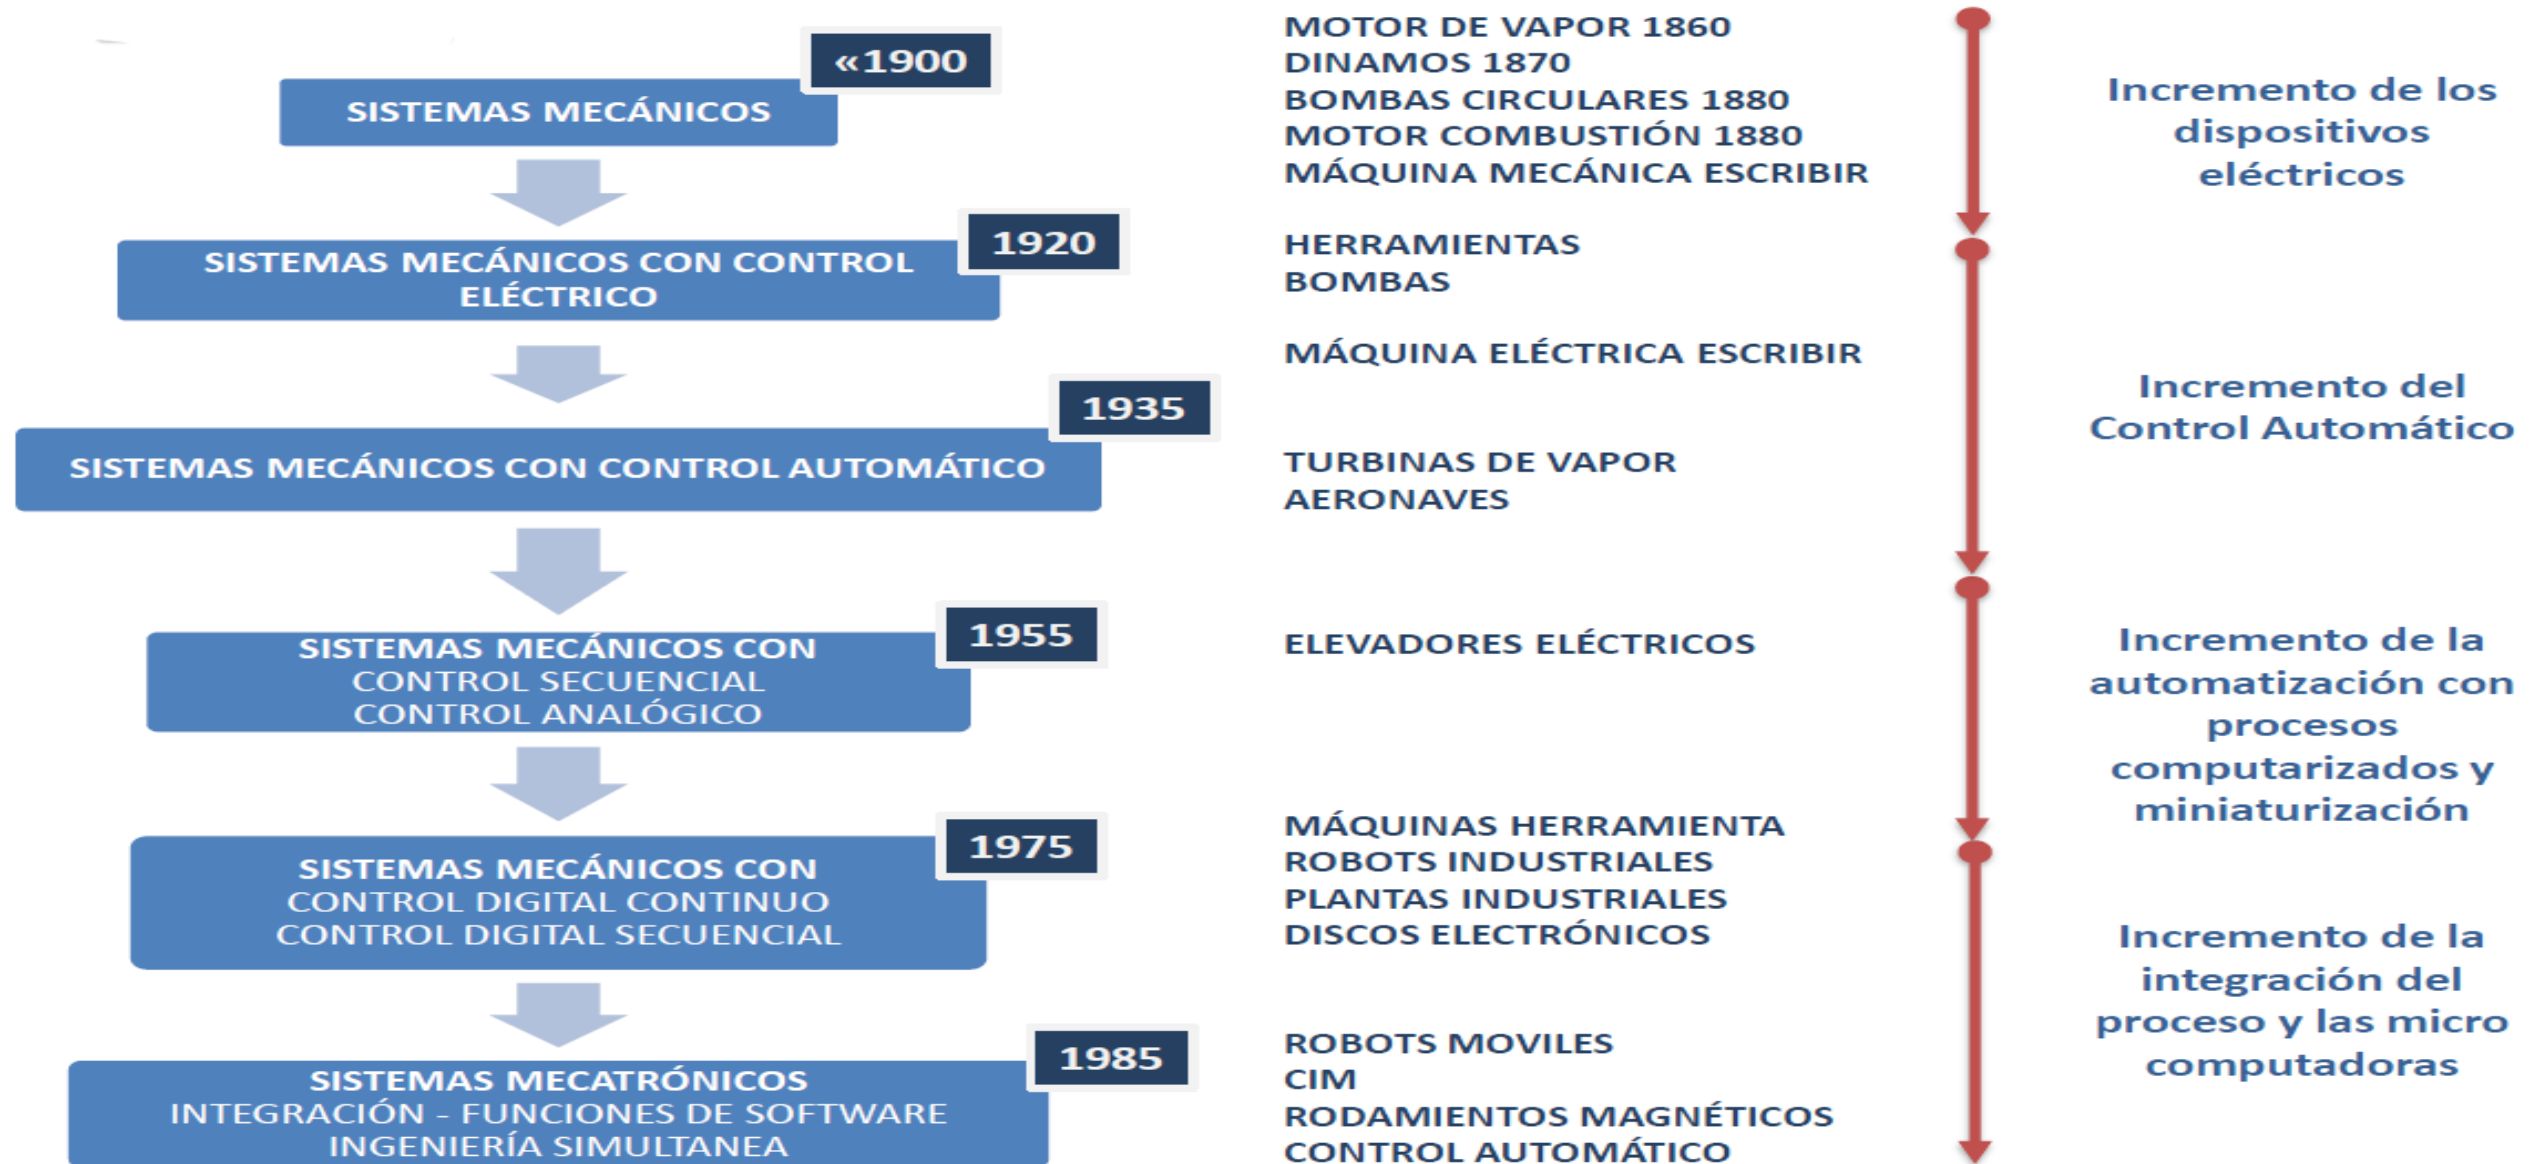 «1900
SISTEMAS MECÁNICOS
MOTOR DE VAPOR 1860
DINAMOS 1870
BOMBAS CIRCULARES 1880
MOTOR COMBUSTIÓN 1880
MÁQUINA MECÁNICA ESCRIBIR
Incremento de los
dispositivos
eléctricos
1920
SISTEMAS MECÁNICOS CON CONTROL
ELÉCTRICO
HERRAMIENTAS
BOMBAS
MÁQUINA ELÉCTRICA ESCRIBIR
Incremento del
Control Automático
1935
SISTEMAS MECÁNICOS CON CONTROL AUTOMÁTICO
TURBINAS DE VAPOR
AERONAVES
1955
SISTEMAS MECÁNICOS CON
CONTROL SECUENCIAL
CONTROL ANALÓGICO
ELEVADORES ELÉCTRICOS
Incremento de la
automatización con
procesos
computarizados y
miniaturización
1975
SISTEMAS MECÁNICOS CON
CONTROL DIGITAL CONTINUO
CONTROL DIGITAL SECUENCIAL
MÁQUINAS HERRAMIENTA
ROBOTS INDUSTRIALES
PLANTAS INDUSTRIALES
DISCOS ELECTRÓNICOS
Incremento de la
integración del
proceso y las micro
computadoras
1985
SISTEMAS MECATRÓNICOS
INTEGRACIÓN - FUNCIONES DE SOFTWARE
INGENIERÍA SIMULTANEA
ROBOTS MOVILES
CIM
RODAMIENTOS MAGNÉTICOS
CONTROL AUTOMÁTICO